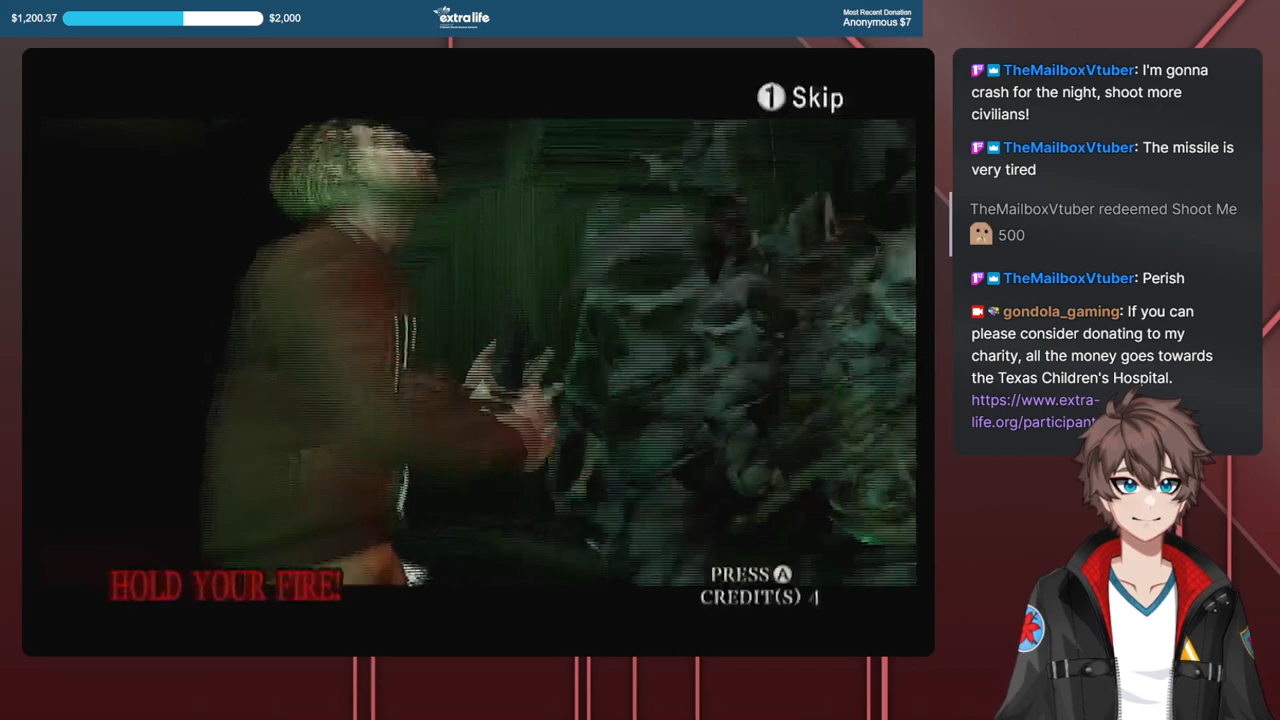 $1,200.37
$2,000
extralife
Most Recent Donation
Anonymous $7
1 Skip
HOLD YOUR FIRE!
PRESS A
CREDIT(S) 4
TheMailboxVtuber: I'm gonna
crash for the night, shoot more
civilians!
TheMailboxVtuber: The missile is
very tired
TheMailboxVtuber redeemed Shoot Me
500
TheMailboxVtuber: Perish
gondola_gaming: If you can
please consider donating to my
charity, all the money goes towards
the Texas Children's Hospital.
https://www.extra-
life.org/participant